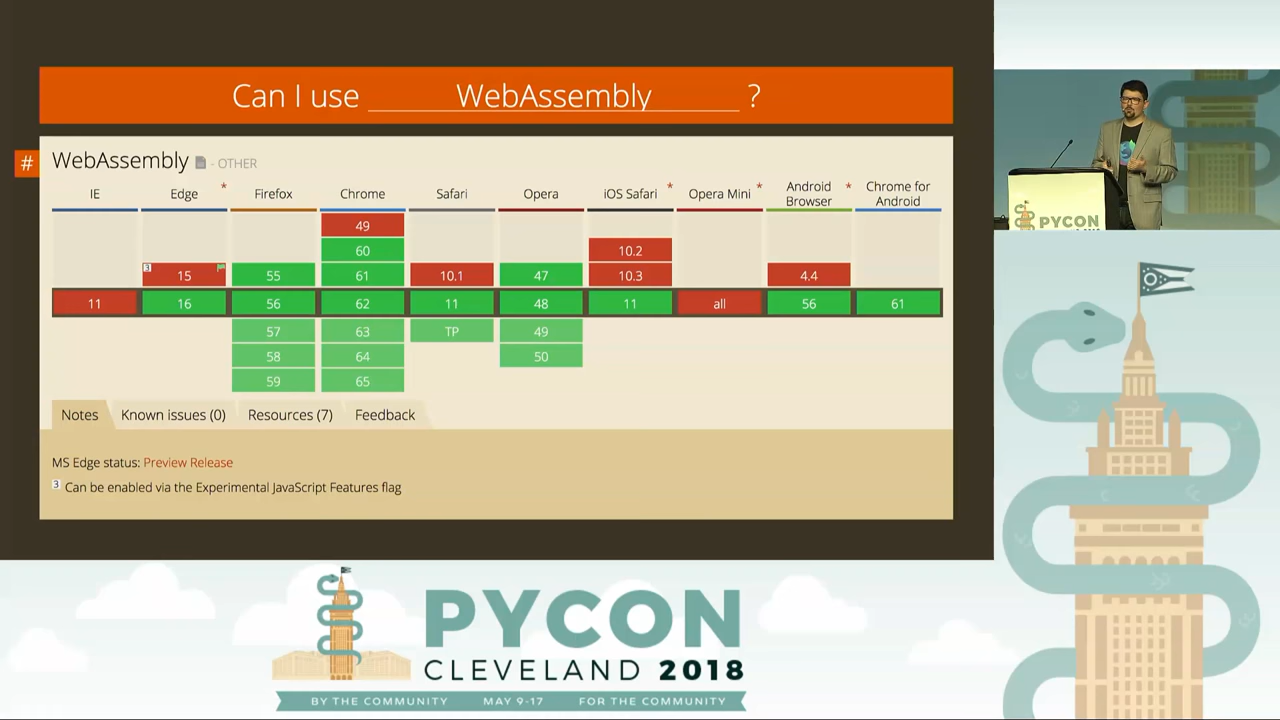 Can I use WebAssembly ?
#
WebAssembly - OTHER
IE Edge * Firefox Chrome Safari Opera iOS Safari * Opera Mini * Android Browser * Chrome for Android
49
60 10.2
3 15 55 61 10.1 47 10.3 4.4
11 16 56 62 11 48 11 all 56 61
57 63 TP 49
58 64 50
59 65
Notes Known issues (0) Resources (7) Feedback
MS Edge status: Preview Release
3 Can be enabled via the Experimental JavaScript Features flag
PYCON
PYCON
CLEVELAND 2018
BY THE COMMUNITY MAY 9-17 FOR THE COMMUNITY